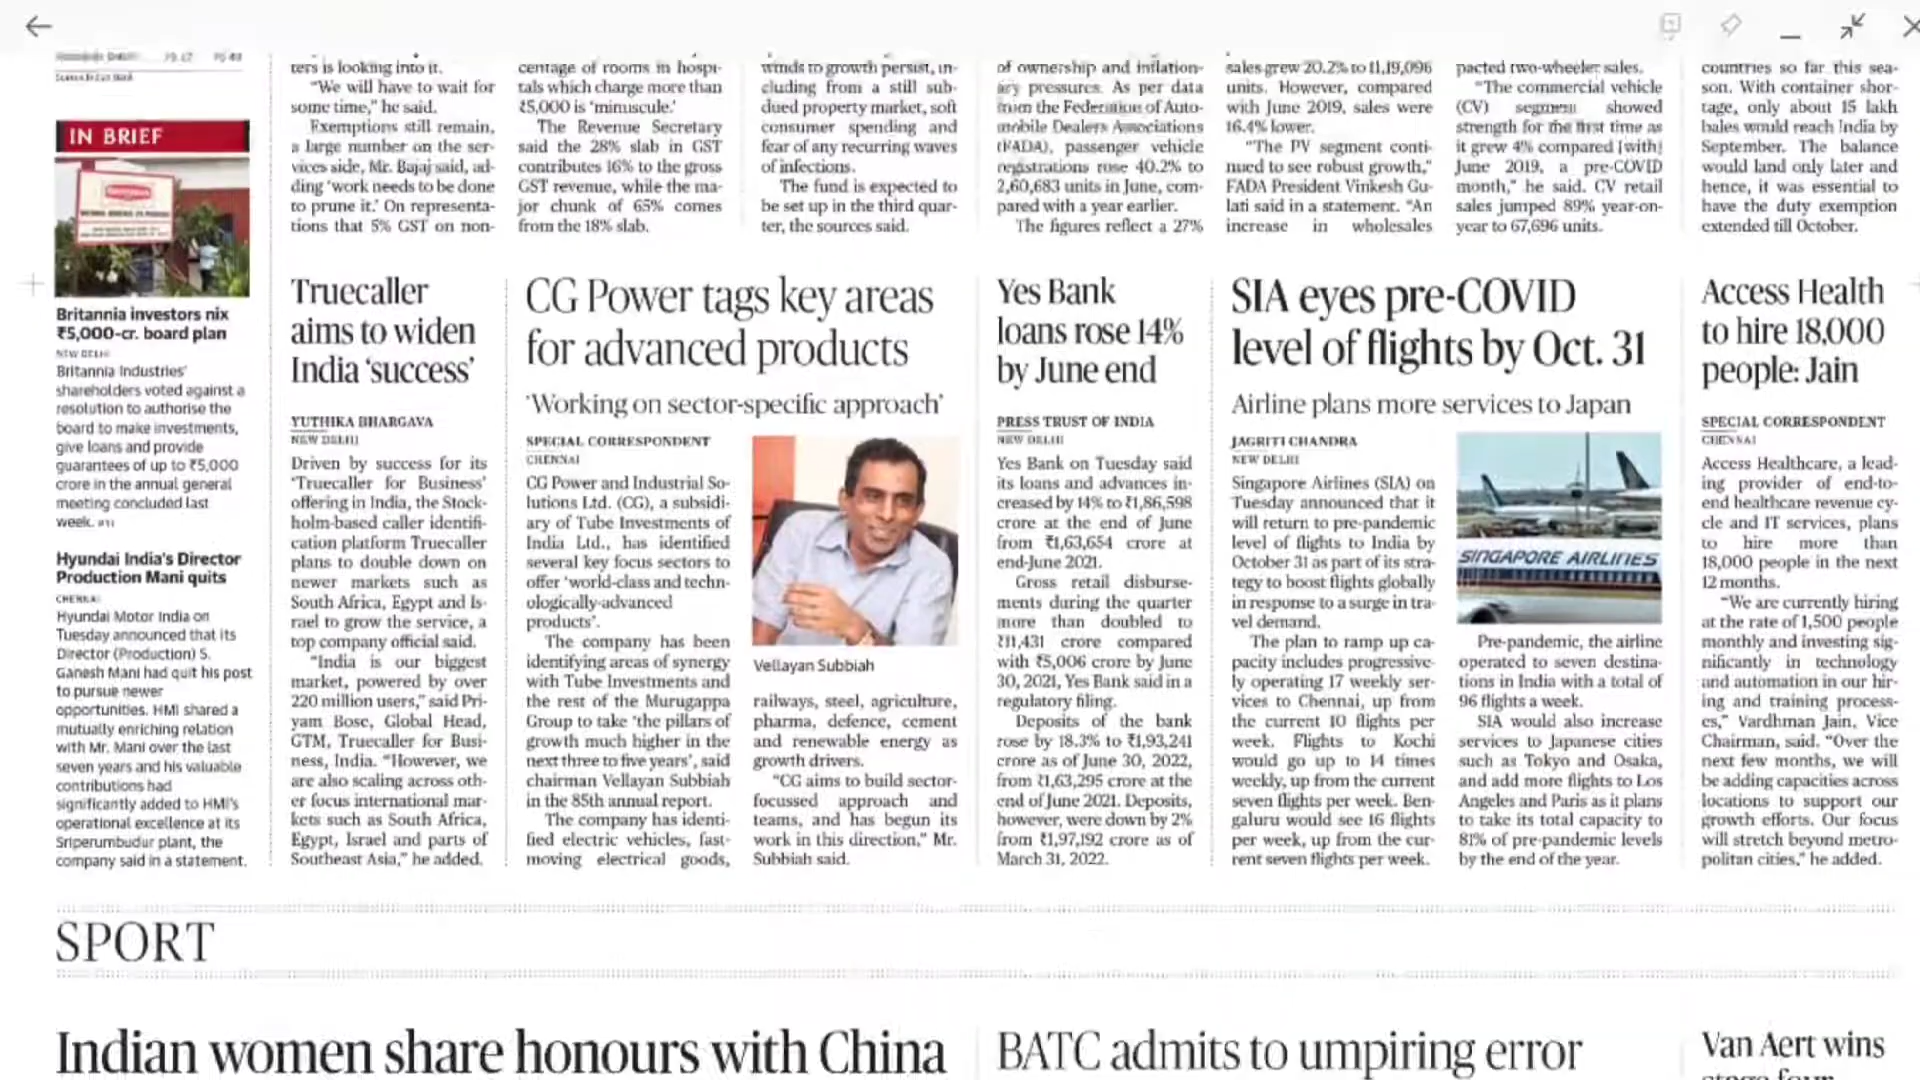 IN BRIEF
Britannia investors nix
₹5,000-cr. board plan
NEW DELHI
Britannia Industries'
shareholders voted against a
resolution to authorise the
board to make investments,
give loans and provide
guarantees of up to ₹5,000
crore in the annual general
meeting concluded last
week. PTI
Hyundai India's Director
Production Mani quits
CHENNAI
Hyundai Motor India on
Tuesday announced that its
Director (Production) S.
Ganesh Mani had quit his post
to pursue newer
opportunities. HMI shared a
mutually enriching relation
with Mr. Mani over the last
seven years and his valuable
contributions had
significantly added to HMI's
operational excellence at its
Sriperumbudur plant, the
company said in a statement.
ters is looking into it.
"We will have to wait for
some time," he said.
Exemptions still remain,
a large number on the ser-
vices side, Mr. Bajaj said, ad-
ding 'work needs to be done
to prune it.' On representa-
tions that 5% GST on non-
centage of rooms in hospi-
tals which charge more than
₹5,000 is 'minuscule.'
The Revenue Secretary
said the 28% slab in GST
contributes 16% to the gross
GST revenue, while the ma-
jor chunk of 65% comes
from the 18% slab.
winds to growth persist, in-
cluding from a still sub-
dued property market, soft
consumer spending and
fear of any recurring waves
of infections.
The fund is expected to
be set up in the third quar-
ter, the sources said.
of ownership and inflation-
ary pressures. As per data
from the Federation of Auto-
mobile Dealers Associations
(FADA), passenger vehicle
registrations rose 40.2% to
2,60,683 units in June, com-
pared with a year earlier.
The figures reflect a 27%
sales grew 20.2% to 11,19,096
units. However, compared
with June 2019, sales were
16.4% lower.
"The PV segment conti-
nued to see robust growth,"
FADA President Vinkesh Gu-
lati said in a statement. "An
increase in wholesales
pacted two-wheeler sales.
"The commercial vehicle
(CV) segment showed
strength for the first time as
it grew 4% compared [with]
June 2019, a pre-COVID
month," he said. CV retail
sales jumped 89% year-on-
year to 67,696 units.
countries so far this sea-
son. With container shor-
tage, only about 15 lakh
bales would reach India by
September. The balance
would land only later and
hence, it was essential to
have the duty exemption
extended till October.
Truecaller
aims to widen
India 'success'
YUTHIKA BHARGAVA
NEW DELHI
Driven by success for its
'Truecaller for Business'
offering in India, the Stock-
holm-based caller identifi-
cation platform Truecaller
plans to double down on
newer markets such as
South Africa, Egypt and Is-
rael to grow the service, a
top company official said.
"India is our biggest
market, powered by over
220 million users," said Pri-
yam Bose, Global Head,
GTM, Truecaller for Busi-
ness, India. "However, we
are also scaling across oth-
er focus international mar-
kets such as South Africa,
Egypt, Israel and parts of
Southeast Asia," he added.
CG Power tags key areas
for advanced products
'Working on sector-specific approach'
SPECIAL CORRESPONDENT
CHENNAI
CG Power and Industrial So-
lutions Ltd. (CG), a subsidi-
ary of Tube Investments of
India Ltd., has identified
several key focus sectors to
offer 'world-class and techn-
ologically-advanced
products'.
The company has been
identifying areas of synergy
with Tube Investments and
the rest of the Murugappa
Group to take 'the pillars of
growth much higher in the
next three to five years', said
chairman Vellayan Subbiah
in the 85th annual report.
The company has identi-
fied electric vehicles, fast-
moving electrical goods,
Vellayan Subbiah
railways, steel, agriculture,
pharma, defence, cement
and renewable energy as
growth drivers.
"CG aims to build sector-
focussed approach and
teams, and has begun its
work in this direction," Mr.
Subbiah said.
Yes Bank
loans rose 14%
by June end
PRESS TRUST OF INDIA
NEW DELHI
Yes Bank on Tuesday said
its loans and advances in-
creased by 14% to ₹1,86,598
crore at the end of June
from ₹1,63,654 crore at
end-June 2021.
Gross retail disburse-
ments during the quarter
more than doubled to
₹11,431 crore compared
with ₹5,006 crore by June
30, 2021, Yes Bank said in a
regulatory filing.
Deposits of the bank
rose by 18.3% to ₹1,93,241
crore as of June 30, 2022,
from ₹1,63,295 crore at the
end of June 2021. Deposits,
however, were down by 2%
from ₹1,97,192 crore as of
March 31, 2022.
SIA eyes pre-COVID
level of flights by Oct. 31
Airline plans more services to Japan
JAGRITI CHANDRA
NEW DELHI
Singapore Airlines (SIA) on
Tuesday announced that it
will return to pre-pandemic
level of flights to India by
October 31 as part of its stra-
tegy to boost flights globally
in response to a surge in tra-
vel demand.
The plan to ramp up ca-
pacity includes progressive-
ly operating 17 weekly ser-
vices to Chennai, up from
the current 10 flights per
week. Flights to Kochi
would go up to 14 times
weekly, up from the current
seven flights per week. Ben-
galuru would see 16 flights
per week, up from the cur-
rent seven flights per week.
SINGAPORE AIRLINES
Pre-pandemic, the airline
operated to seven destina-
tions in India with a total of
96 flights a week.
SIA would also increase
services to Japanese cities
such as Tokyo and Osaka,
and add more flights to Los
Angeles and Paris as it plans
to take its total capacity to
81% of pre-pandemic levels
by the end of the year.
Access Health
to hire 18,000
people: Jain
SPECIAL CORRESPONDENT
CHENNAI
Access Healthcare, a lead-
ing provider of end-to-
end healthcare revenue cy-
cle and IT services, plans
to hire more than
18,000 people in the next
12 months.
"We are currently hiring
at the rate of 1,500 people
monthly and investing sig-
nificantly in technology
and automation in our hir-
ing and training process-
es," Vardhman Jain, Vice
Chairman, said. "Over the
next few months, we will
be adding capacities across
locations to support our
growth efforts. Our focus
will stretch beyond metro-
politan cities," he added.
SPORT
Indian women share honours with China
BATC admits to umpiring error
Van Aert wins